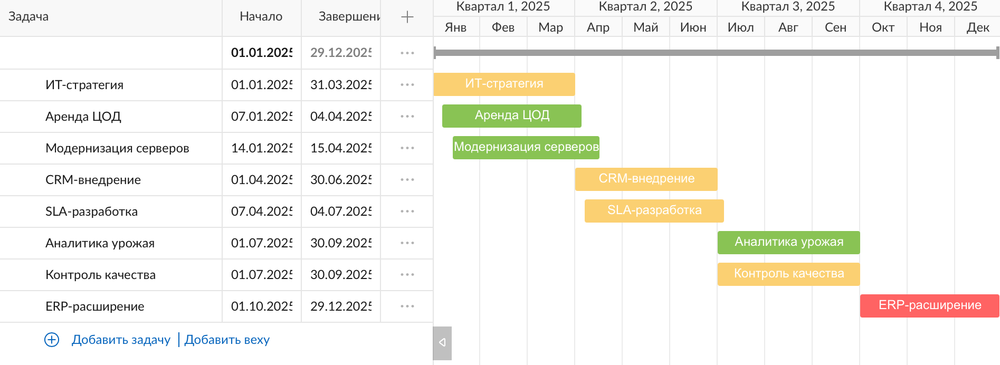 Задача Начало Завершени
Квартал 1, 2025 Квартал 2, 2025 Квартал 3, 2025 Квартал 4, 2025
Янв Фев Мар Апр Май Июн Июл Авг Сен Окт Ноя Дек
01.01.2025 29.12.2025
ИТ-стратегия 01.01.2025 31.03.2025 ИТ-стратегия
Аренда ЦОД 07.01.2025 04.04.2025 Аренда ЦОД
Модернизация серверов 14.01.2025 15.04.2025 Модернизация серверов
CRM-внедрение 01.04.2025 30.06.2025 CRM-внедрение
SLA-разработка 07.04.2025 04.07.2025 SLA-разработка
Аналитика урожая 01.07.2025 30.09.2025 Аналитика урожая
Контроль качества 01.07.2025 30.09.2025 Контроль качества
ERP-расширение 01.10.2025 29.12.2025 ERP-расширение
Добавить задачу | Добавить веху